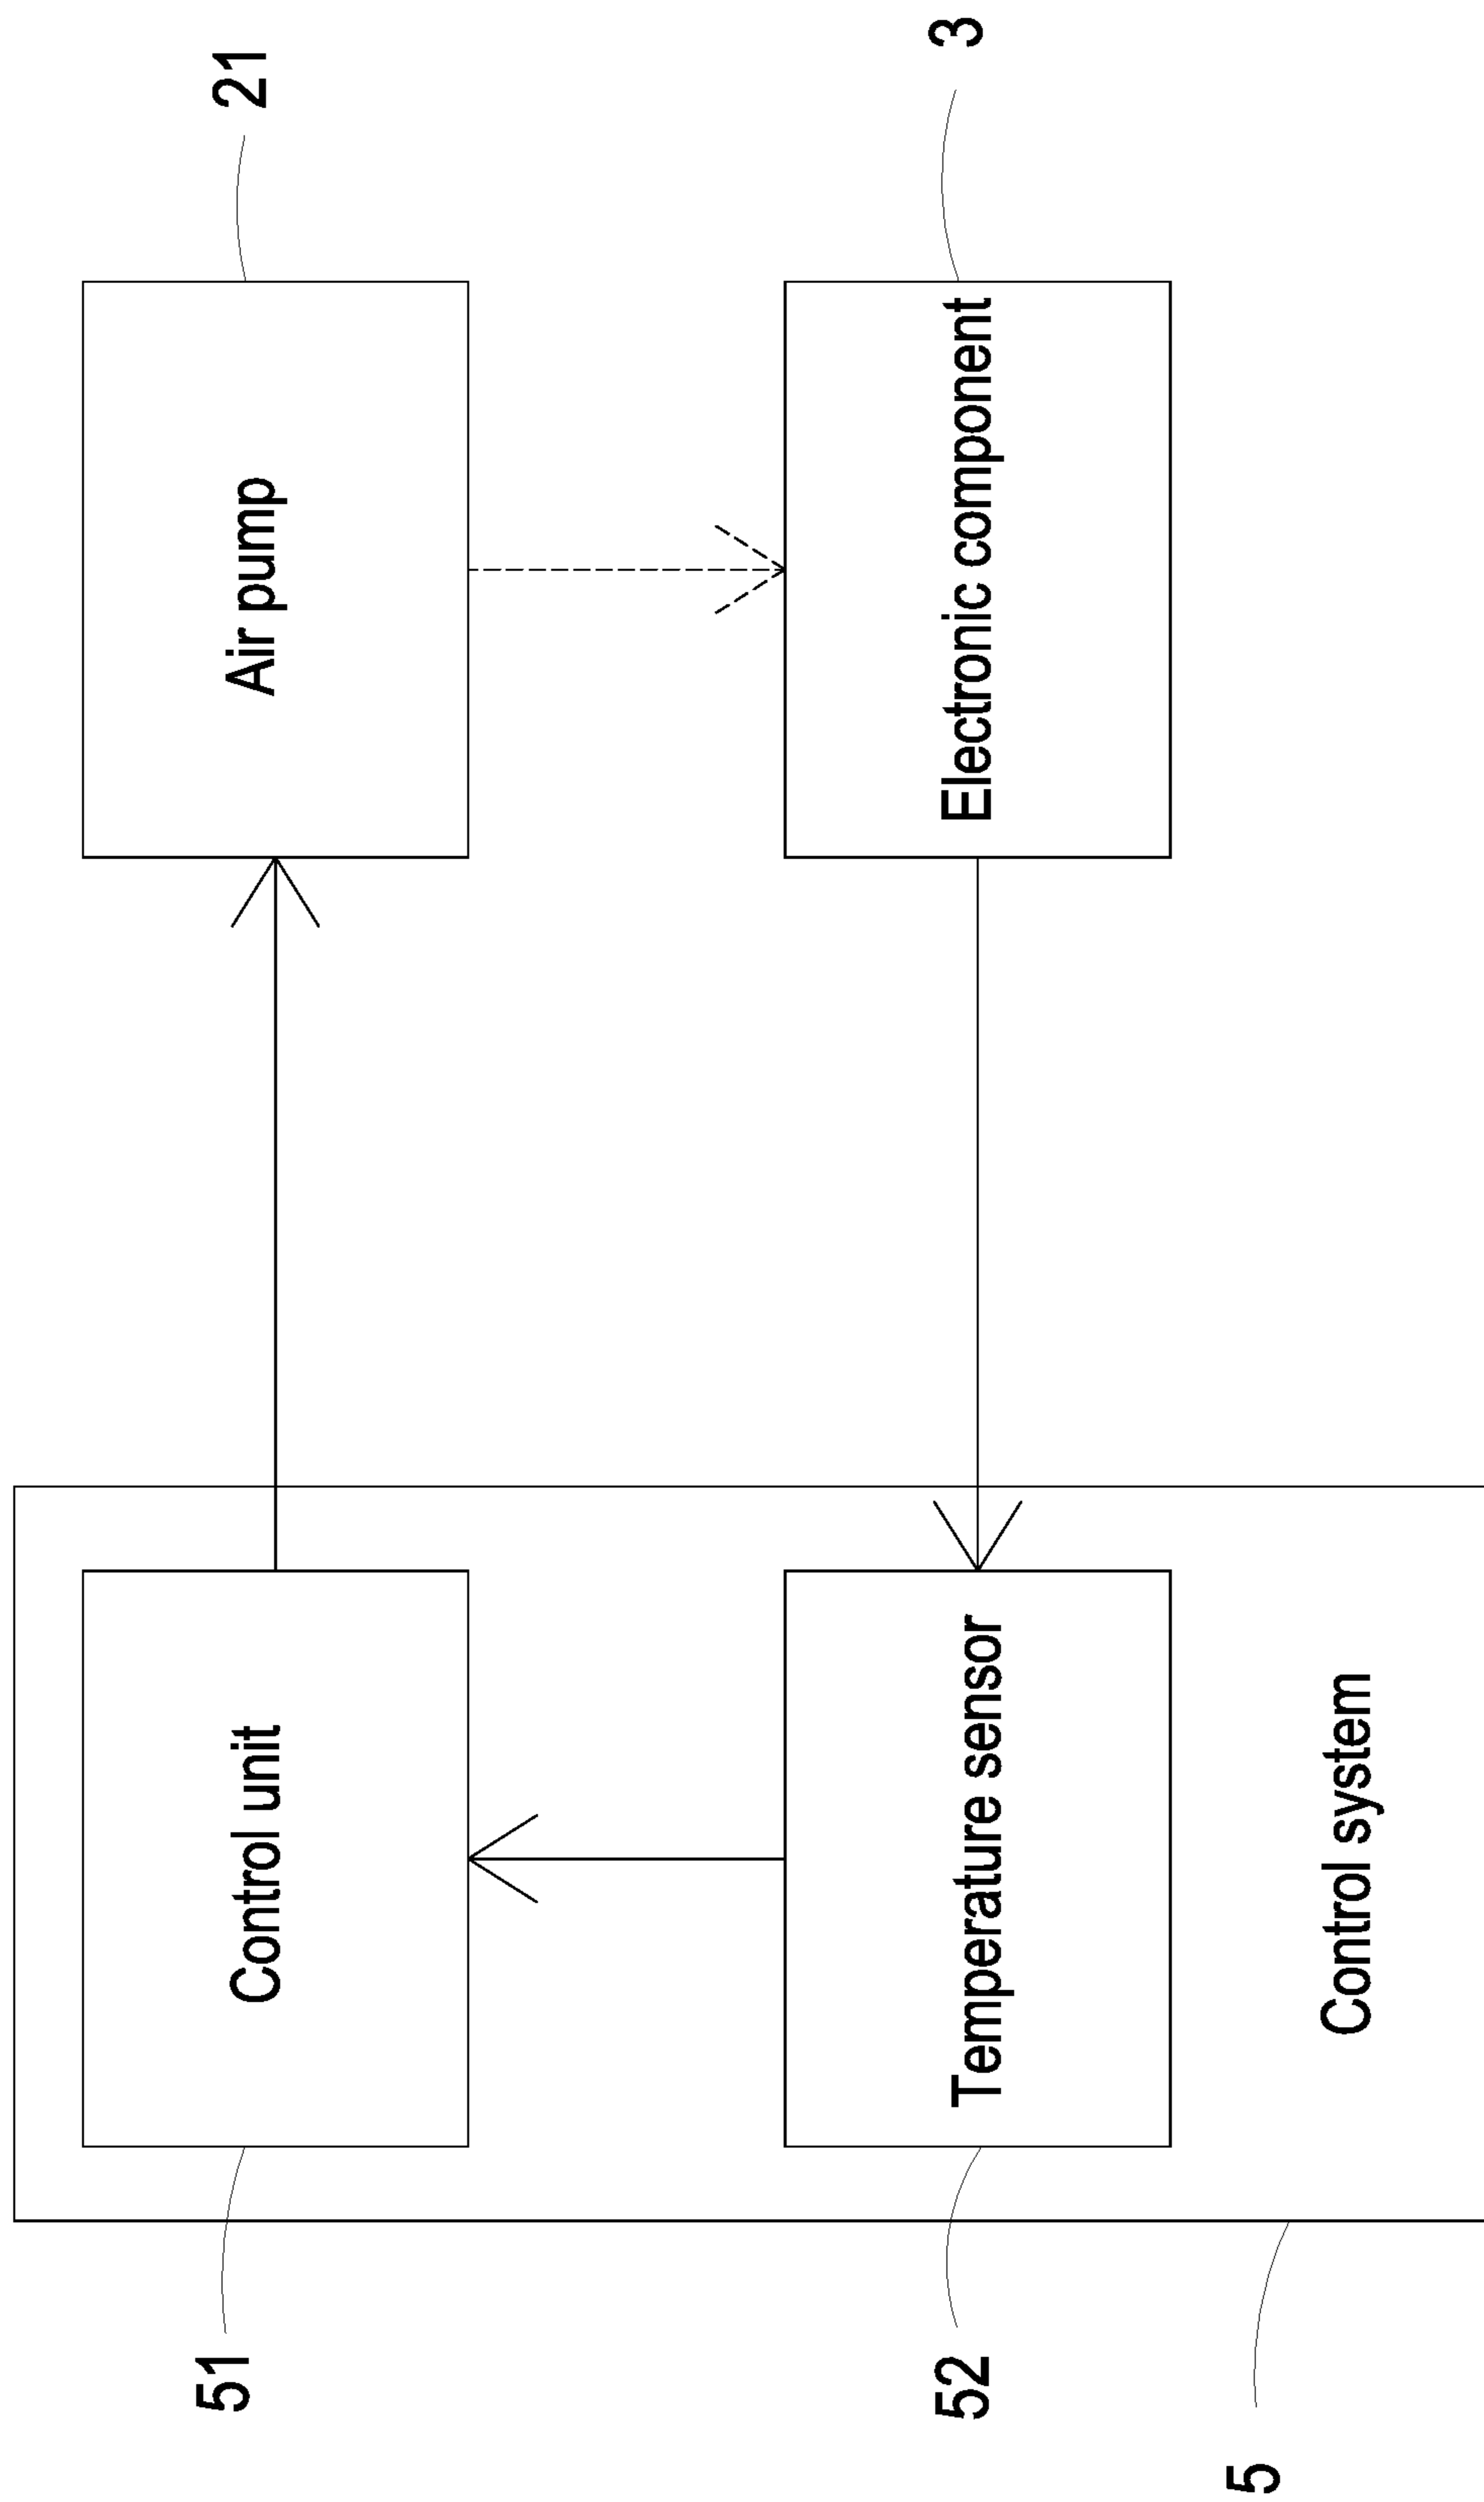 51
Control unit
Air pump
21
52
Temperature sensor
Electronic component
3
Control system
5